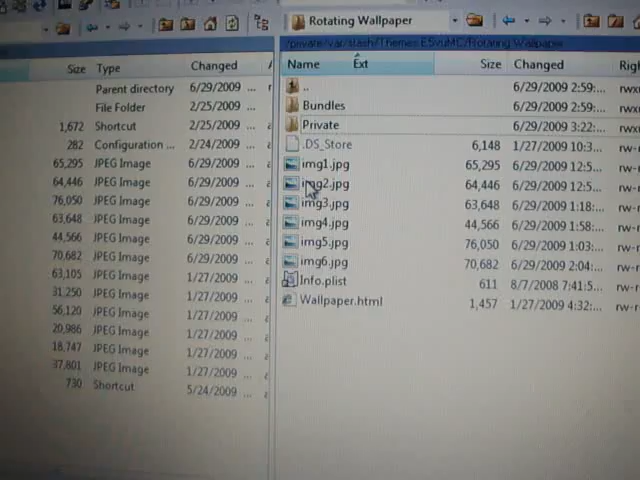 Rotating Wallpaper
Size Type Changed
Name Ext Size Changed Righ
Parent directory 6/29/2009 ...
File Folder 2/25/2009 ...
1,672 Shortcut 2/25/2009 ...
282 Configuration ... 2/24/2009 ...
65,295 JPEG Image 6/29/2009 ...
64,446 JPEG Image 6/29/2009 ...
76,050 JPEG Image 6/29/2009 ...
63,648 JPEG Image 6/29/2009 ...
44,566 JPEG Image 6/29/2009 ...
70,682 JPEG Image 6/29/2009 ...
63,105 JPEG Image 1/27/2009 ...
31,250 JPEG Image 1/27/2009 ...
56,120 JPEG Image 1/27/2009 ...
20,986 JPEG Image 1/27/2009 ...
18,747 JPEG Image 1/27/2009 ...
37,801 JPEG Image 1/27/2009 ...
730 Shortcut 5/24/2009 ...
.. 6/29/2009 2:59:... rwx
Bundles 6/29/2009 2:59:... rwx
Private 6/29/2009 3:22:... rwx
.DS_Store 6,148 1/27/2009 10:3... rw-r
img1.jpg 65,295 6/29/2009 12:5... rw-r
img2.jpg 64,446 6/29/2009 12:5... rw-r
img3.jpg 63,648 6/29/2009 1:18:... rw-r
img4.jpg 44,566 6/29/2009 1:58:... rw-r
img5.jpg 76,050 6/29/2009 1:03:... rw-r
img6.jpg 70,682 6/29/2009 2:04:... rw-r
Info.plist 611 8/7/2008 7:41:5... rw-r
Wallpaper.html 1,457 1/27/2009 4:32:... rw-r